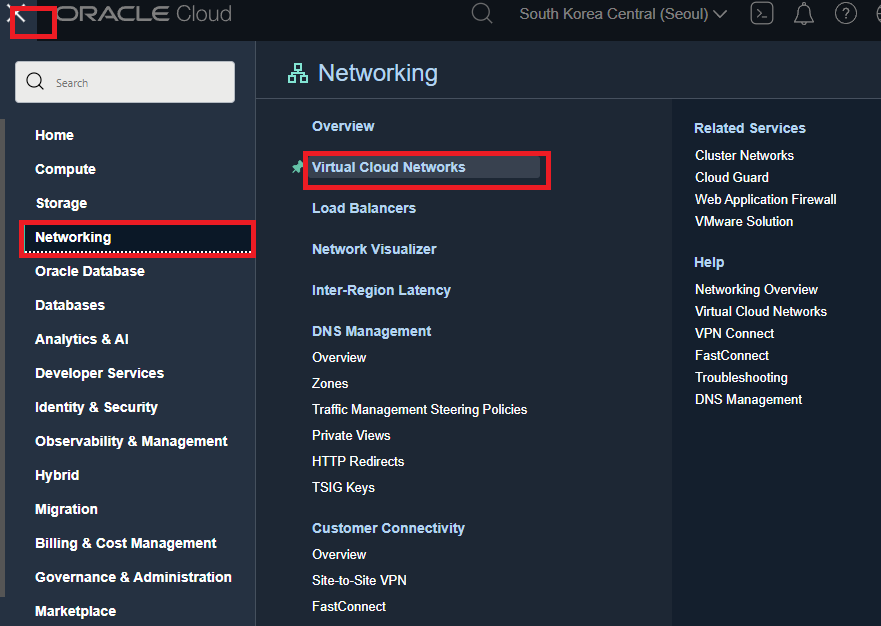 ORACLE Cloud
South Korea Central (Seoul)
Search
Home
Compute
Storage
Networking
Oracle Database
Databases
Analytics & AI
Developer Services
Identity & Security
Observability & Management
Hybrid
Migration
Billing & Cost Management
Governance & Administration
Marketplace
Networking
Overview
Virtual Cloud Networks
Load Balancers
Network Visualizer
Inter-Region Latency
DNS Management
Overview
Zones
Traffic Management Steering Policies
Private Views
HTTP Redirects
TSIG Keys
Customer Connectivity
Overview
Site-to-Site VPN
FastConnect
Related Services
Cluster Networks
Cloud Guard
Web Application Firewall
VMware Solution
Help
Networking Overview
Virtual Cloud Networks
VPN Connect
FastConnect
Troubleshooting
DNS Management